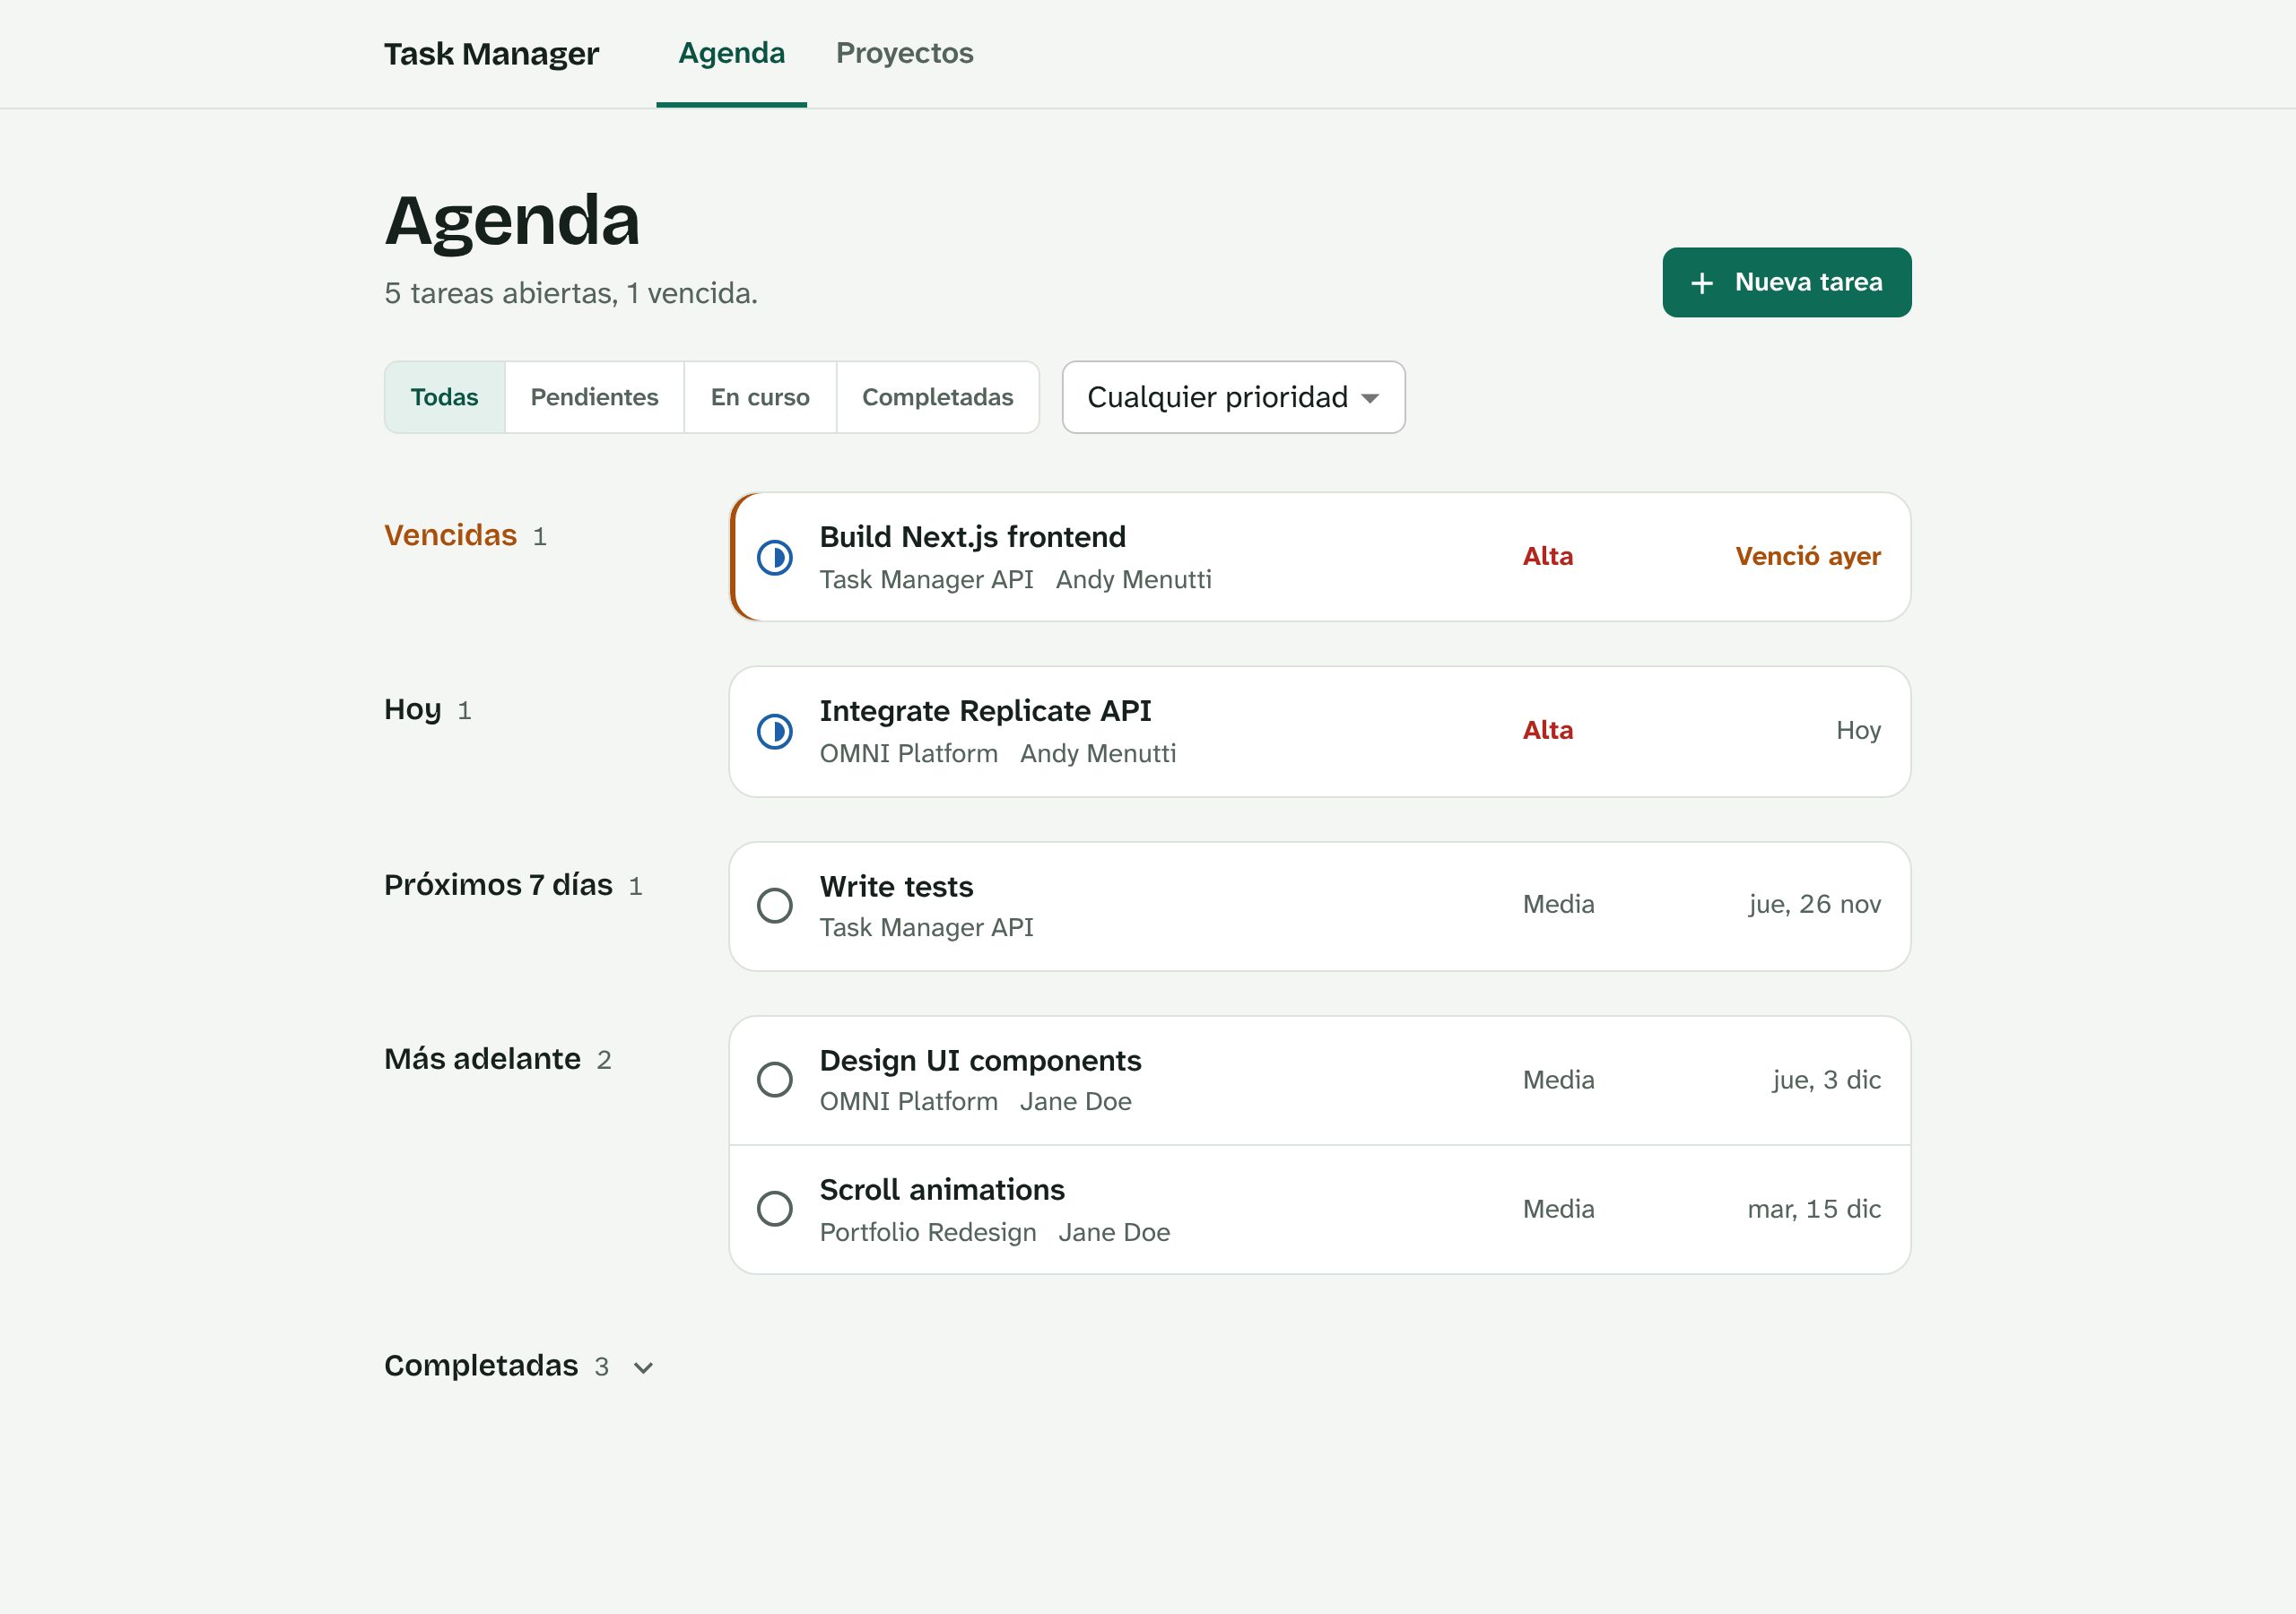 Task Manager Agenda Proyectos
Agenda
5 tareas abiertas, 1 vencida.
+ Nueva tarea
Todas Pendientes En curso Completadas Cualquier prioridad
Vencidas 1
Build Next.js frontend
Task Manager API Andy Menutti
Alta
Venció ayer
Hoy 1
Integrate Replicate API
OMNI Platform Andy Menutti
Alta
Hoy
Próximos 7 días 1
Write tests
Task Manager API
Media
jue, 26 nov
Más adelante 2
Design UI components
OMNI Platform Jane Doe
Media
jue, 3 dic
Scroll animations
Portfolio Redesign Jane Doe
Media
mar, 15 dic
Completadas 3